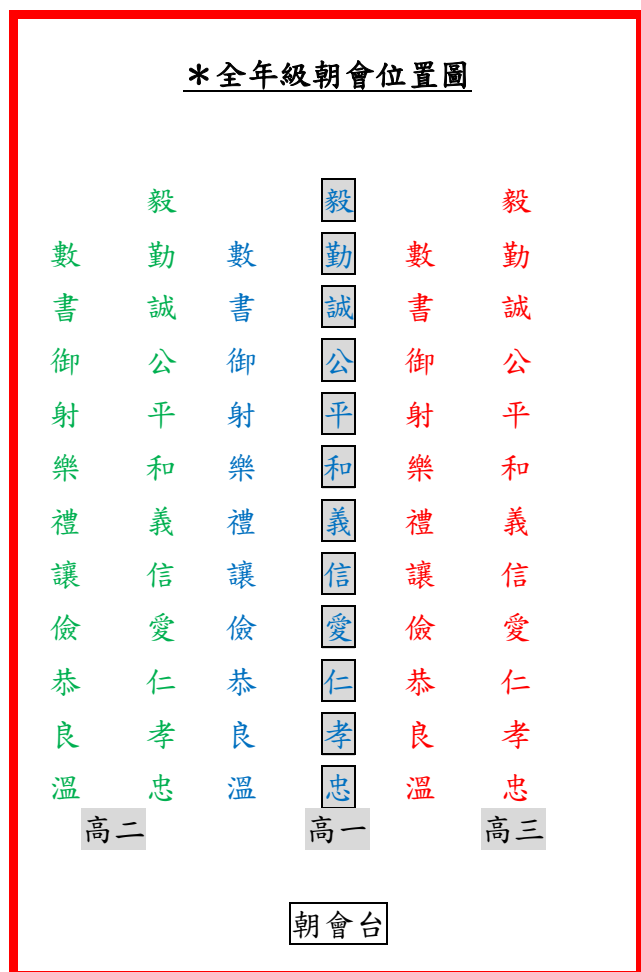 ＊全年級朝會位置圖
毅 毅 毅
數 勤 數 勤 數 勤
書 誠 書 誠 書 誠
御 公 御 公 御 公
射 平 射 平 射 平
樂 和 樂 和 樂 和
禮 義 禮 義 禮 義
讓 信 讓 信 讓 信
儉 愛 儉 愛 儉 愛
恭 仁 恭 仁 恭 仁
良 孝 良 孝 良 孝
溫 忠 溫 忠 溫 忠
高二 高一 高三
朝會台